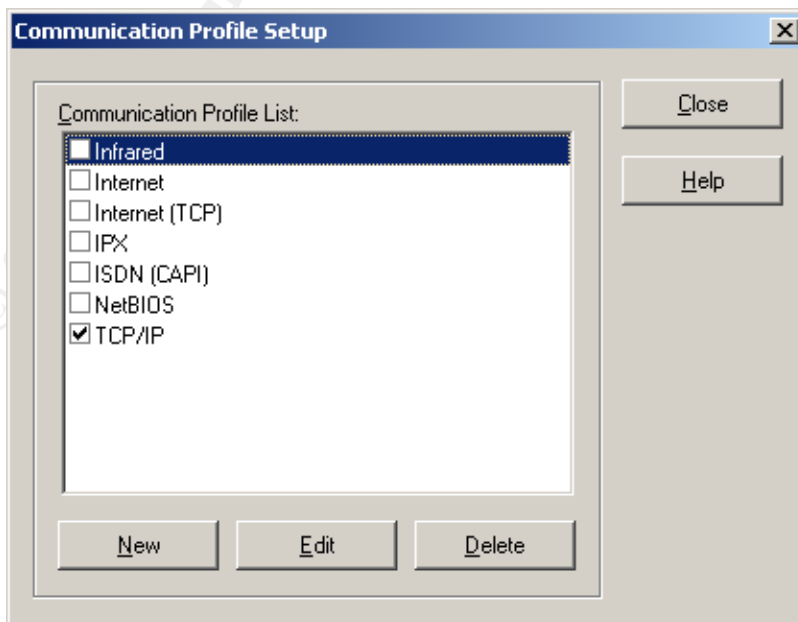 Communication Profile Setup
Communication Profile List:
Infrared
Internet
Internet (TCP)
IPX
ISDN (CAPI)
NetBIOS
TCP/IP
New
Edit
Delete
Close
Help